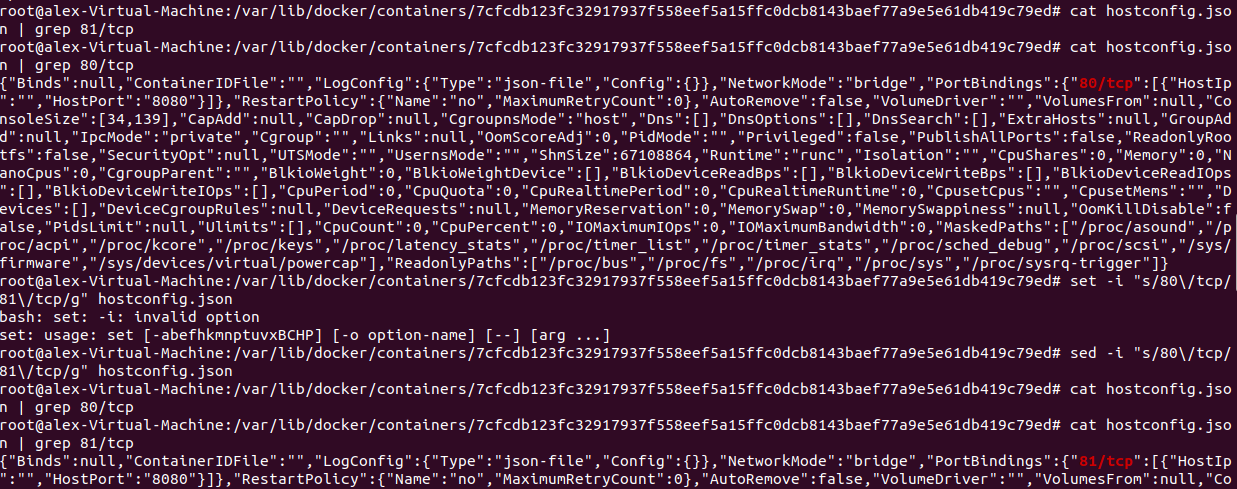 root@alex-Virtual-Machine:/var/lib/docker/containers/7cfcdb123fc32917937f558eef5a15ffc0dcb8143baef77a9e5e61db419c79ed# cat hostconfig.jso
n | grep 81/tcp
root@alex-Virtual-Machine:/var/lib/docker/containers/7cfcdb123fc32917937f558eef5a15ffc0dcb8143baef77a9e5e61db419c79ed# cat hostconfig.jso
n | grep 80/tcp
{"Binds":null,"ContainerIDFile":"","LogConfig":{"Type":"json-file","Config":{}},"NetworkMode":"bridge","PortBindings":{"80/tcp":[{"HostIp
":"","HostPort":"8080"}]},"RestartPolicy":{"Name":"no","MaximumRetryCount":0},"AutoRemove":false,"VolumeDriver":"","VolumesFrom":null,"Co
nsoleSize":[34,139],"CapAdd":null,"CapDrop":null,"CgroupnsMode":"host","Dns":[],"DnsOptions":[],"DnsSearch":[],"ExtraHosts":null,"GroupAd
d":null,"IpcMode":"private","Cgroup":"","Links":null,"OomScoreAdj":0,"PidMode":"","Privileged":false,"PublishAllPorts":false,"ReadonlyRoo
tfs":false,"SecurityOpt":null,"UTSMode":"","UsernsMode":"","ShmSize":67108864,"Runtime":"runc","Isolation":"","CpuShares":0,"Memory":0,"N
anoCpus":0,"CgroupParent":"","BlkioWeight":0,"BlkioWeightDevice":[],"BlkioDeviceReadBps":[],"BlkioDeviceWriteBps":[],"BlkioDeviceReadIOps
":[],"BlkioDeviceWriteIOps":[],"CpuPeriod":0,"CpuQuota":0,"CpuRealtimePeriod":0,"CpuRealtimeRuntime":0,"CpusetCpus":"","CpusetMems":"","D
evices":[],"DeviceCgroupRules":null,"DeviceRequests":null,"MemoryReservation":0,"MemorySwap":0,"MemorySwappiness":null,"OomKillDisable":f
alse,"PidsLimit":null,"Ulimits":[],"CpuCount":0,"CpuPercent":0,"IOMaximumIOps":0,"IOMaximumBandwidth":0,"MaskedPaths":["/proc/asound","/p
roc/acpi","/proc/kcore","/proc/keys","/proc/latency_stats","/proc/timer_list","/proc/timer_stats","/proc/sched_debug","/proc/scsi","/sys/
firmware","/sys/devices/virtual/powercap"],"ReadonlyPaths":["/proc/bus","/proc/fs","/proc/irq","/proc/sys","/proc/sysrq-trigger"]}
root@alex-Virtual-Machine:/var/lib/docker/containers/7cfcdb123fc32917937f558eef5a15ffc0dcb8143baef77a9e5e61db419c79ed# set -i "s/80\/tcp/
81\/tcp/g" hostconfig.json
bash: set: -i: invalid option
set: usage: set [-abefhkmnptuvxBCHP] [-o option-name] [--] [arg ...]
root@alex-Virtual-Machine:/var/lib/docker/containers/7cfcdb123fc32917937f558eef5a15ffc0dcb8143baef77a9e5e61db419c79ed# sed -i "s/80\/tcp/
81\/tcp/g" hostconfig.json
root@alex-Virtual-Machine:/var/lib/docker/containers/7cfcdb123fc32917937f558eef5a15ffc0dcb8143baef77a9e5e61db419c79ed# cat hostconfig.jso
n | grep 80/tcp
root@alex-Virtual-Machine:/var/lib/docker/containers/7cfcdb123fc32917937f558eef5a15ffc0dcb8143baef77a9e5e61db419c79ed# cat hostconfig.jso
n | grep 81/tcp
{"Binds":null,"ContainerIDFile":"","LogConfig":{"Type":"json-file","Config":{}},"NetworkMode":"bridge","PortBindings":{"81/tcp":[{"HostIp
":"","HostPort":"8080"}]},"RestartPolicy":{"Name":"no","MaximumRetryCount":0},"AutoRemove":false,"VolumeDriver":"","VolumesFrom":null,"Co